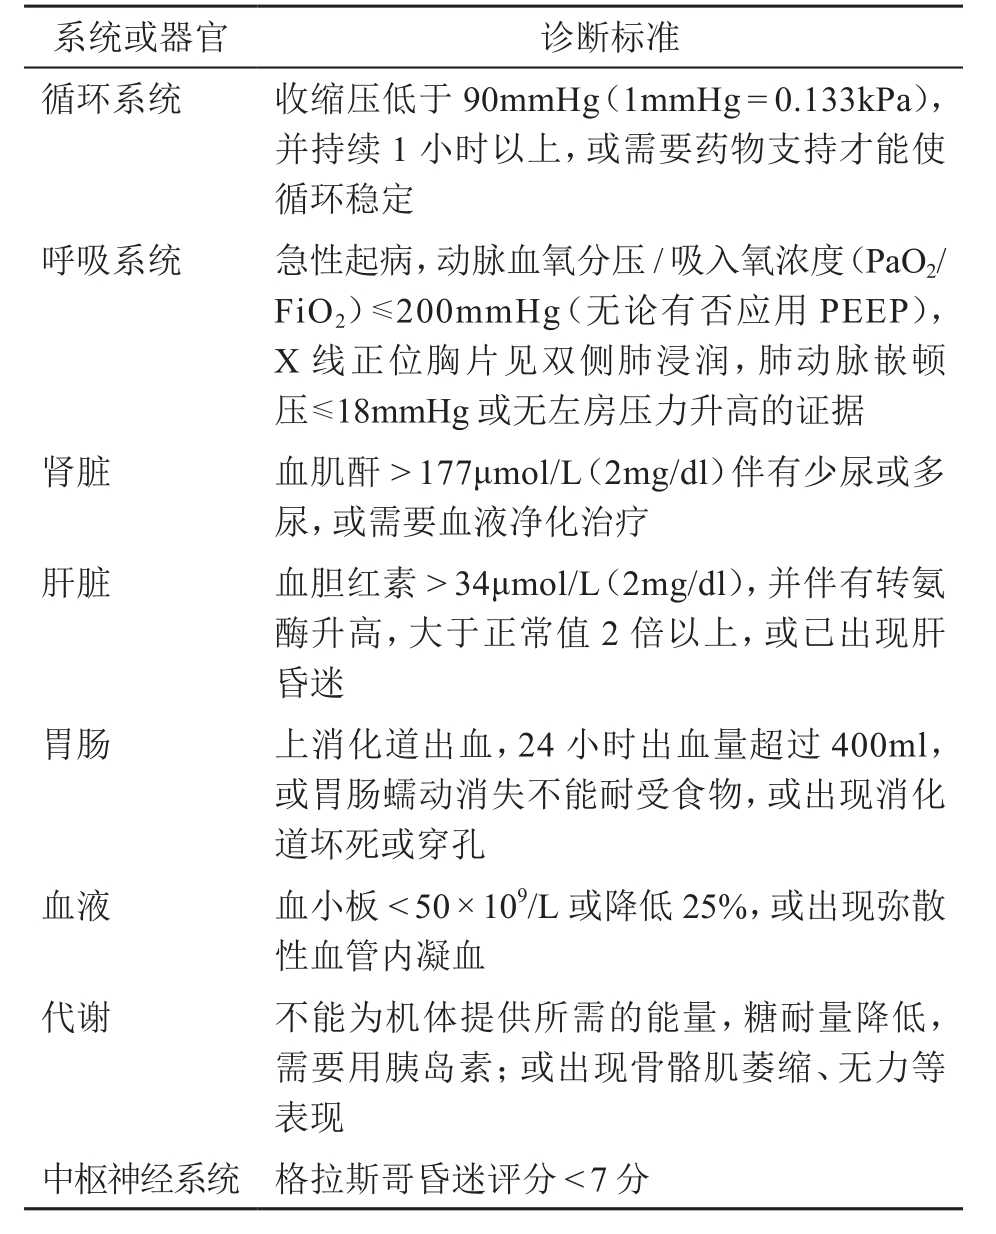 系统或器官 诊断标准
循环系统 收缩压低于 90mmHg（1mmHg = 0.133kPa），
并持续 1 小时以上，或需要药物支持才能使
循环稳定
呼吸系统 急性起病，动脉血氧分压 / 吸入氧浓度（PaO₂/
FiO₂）≤200mmHg（无论有否应用 PEEP），
X 线正位胸片见双侧肺浸润，肺动脉嵌顿
压≤18mmHg 或无左房压力升高的证据
肾脏 血肌酐 > 177μmol/L（2mg/dl）伴有少尿或多
尿，或需要血液净化治疗
肝脏 血胆红素 > 34μmol/L（2mg/dl），并伴有转氨
酶升高，大于正常值 2 倍以上，或已出现肝
昏迷
胃肠 上消化道出血，24 小时出血量超过 400ml，
或胃肠蠕动消失不能耐受食物，或出现消化
道坏死或穿孔
血液 血小板 < 50 × 10⁹/L 或降低 25%，或出现弥散
性血管内凝血
代谢 不能为机体提供所需的能量，糖耐量降低，
需要用胰岛素；或出现骨骼肌萎缩、无力等
表现
中枢神经系统 格拉斯哥昏迷评分 < 7 分